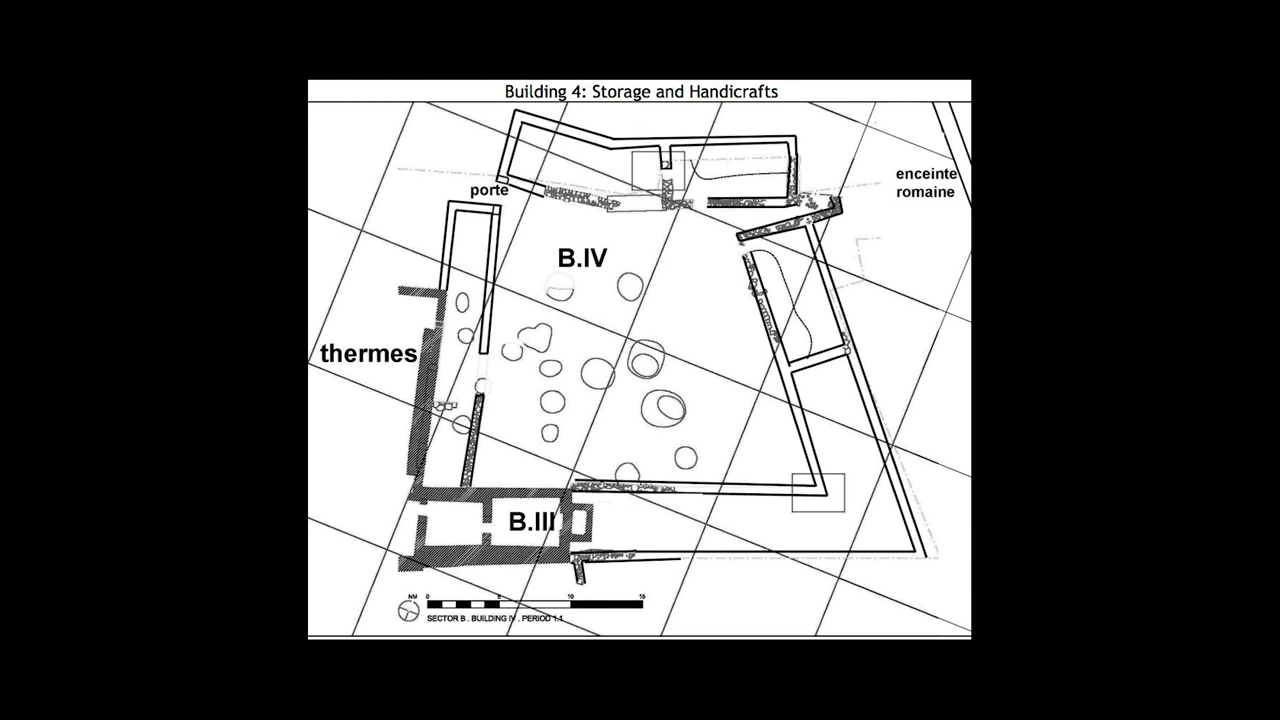 Building 4: Storage and Handicrafts
enceinte
romaine
porte
B.IV
thermes
B.III
NM 0 5 10 15
SECTOR B . BUILDING IV . PERIOD 1.1